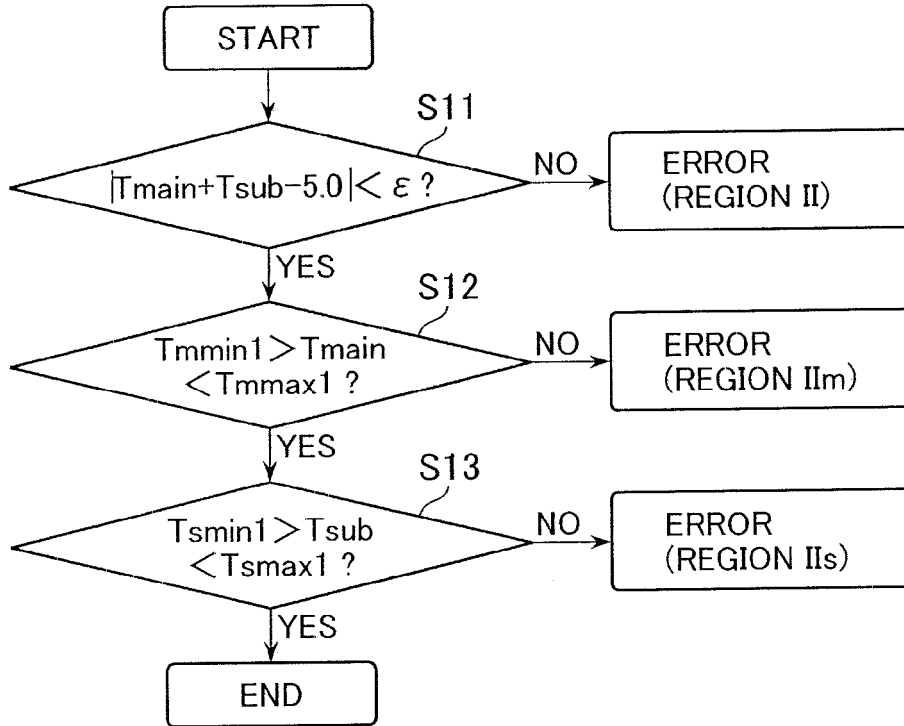 START
S11
|Tmain+Tsub-5.0|< ε ?
NO
ERROR
(REGION II)
YES
S12
Tmmin1>Tmain
<Tmmax1 ?
NO
ERROR
(REGION IIm)
YES
S13
Tsmin1>Tsub
<Tsmax1 ?
NO
ERROR
(REGION IIs)
YES
END